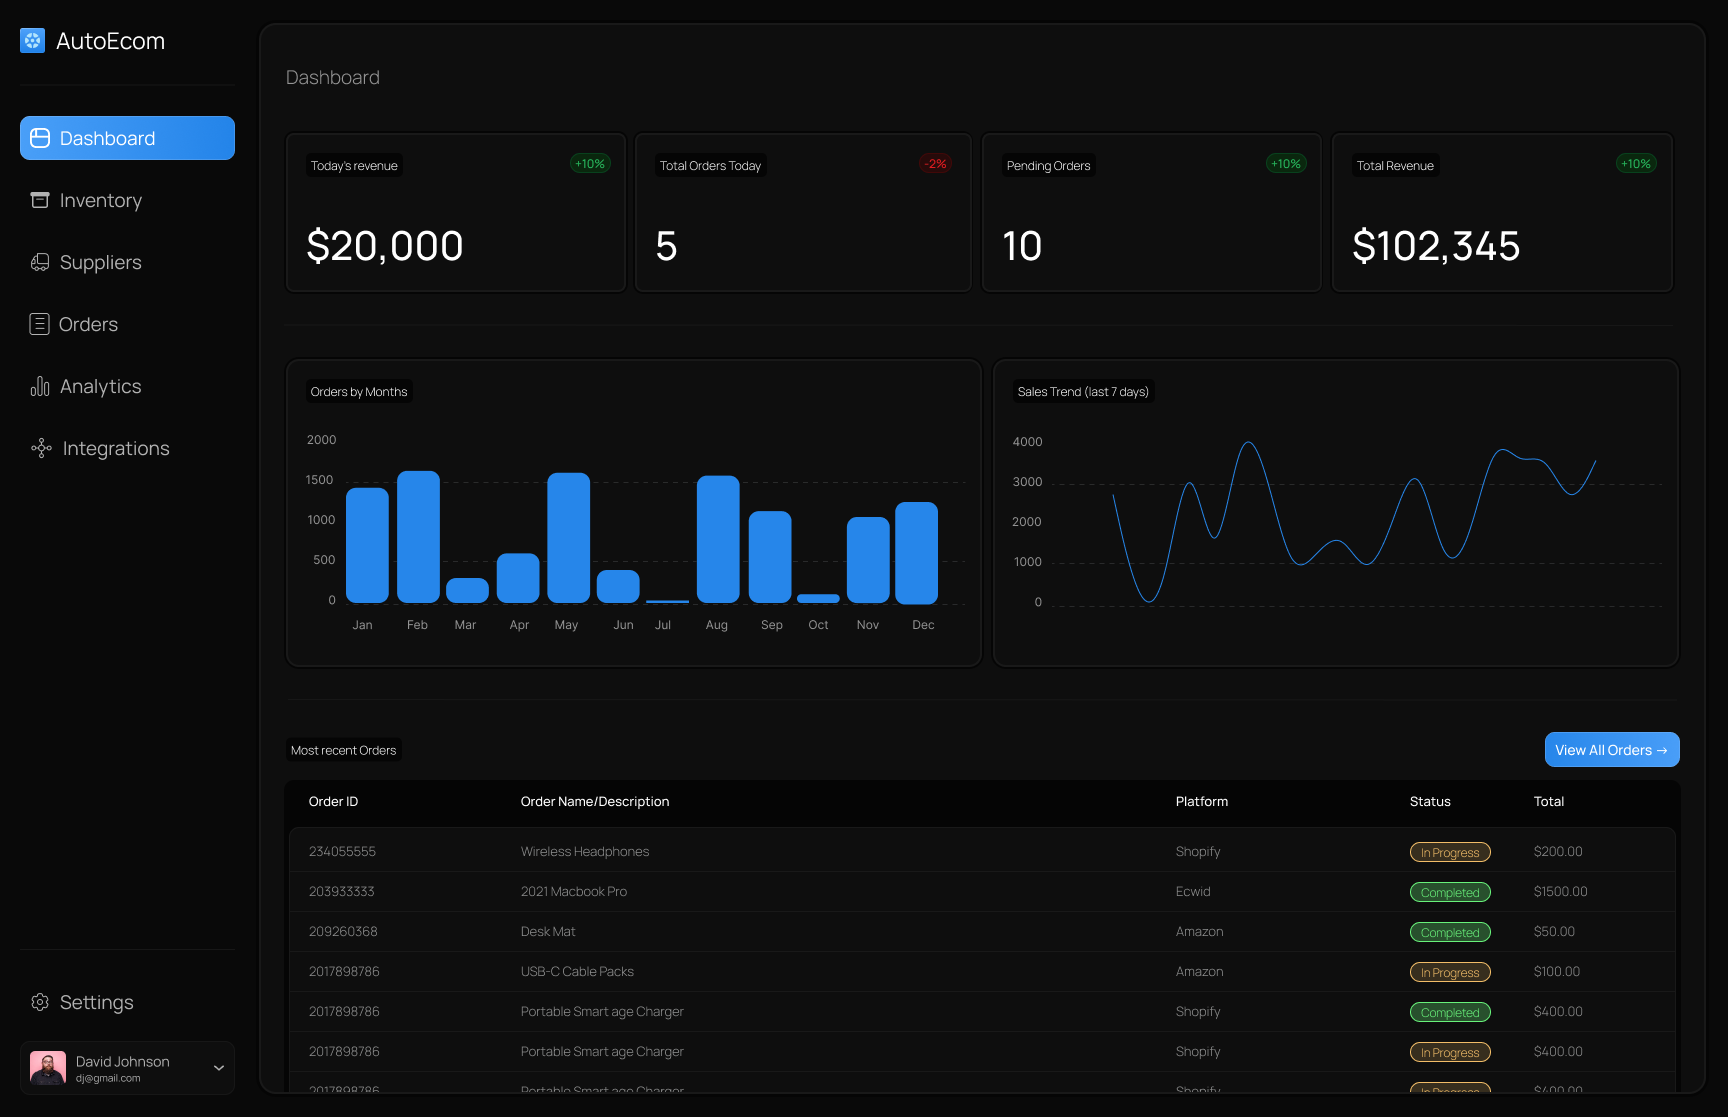 AutoEcom
Dashboard
Inventory
Suppliers
Orders
Analytics
Integrations
Settings
David Johnson
dj@gmail.com
Dashboard
Today's revenue +10%
$20,000
Total Orders Today -2%
5
Pending Orders +10%
10
Total Revenue +10%
$102,345
Orders by Months
2000
1500
1000
500
0
Jan Feb Mar Apr May Jun Jul Aug Sep Oct Nov Dec
Sales Trend (last 7 days)
4000
3000
2000
1000
0
Most recent Orders
View All Orders →
Order ID Order Name/Description Platform Status Total
234055555 Wireless Headphones Shopify In Progress $200.00
203933333 2021 Macbook Pro Ecwid Completed $1500.00
209260368 Desk Mat Amazon Completed $50.00
2017898786 USB-C Cable Packs Amazon In Progress $100.00
2017898786 Portable Smart age Charger Shopify Completed $400.00
2017898786 Portable Smart age Charger Shopify In Progress $400.00
2017898786 Portable Smart age Charger Shopify In Progress $400.00